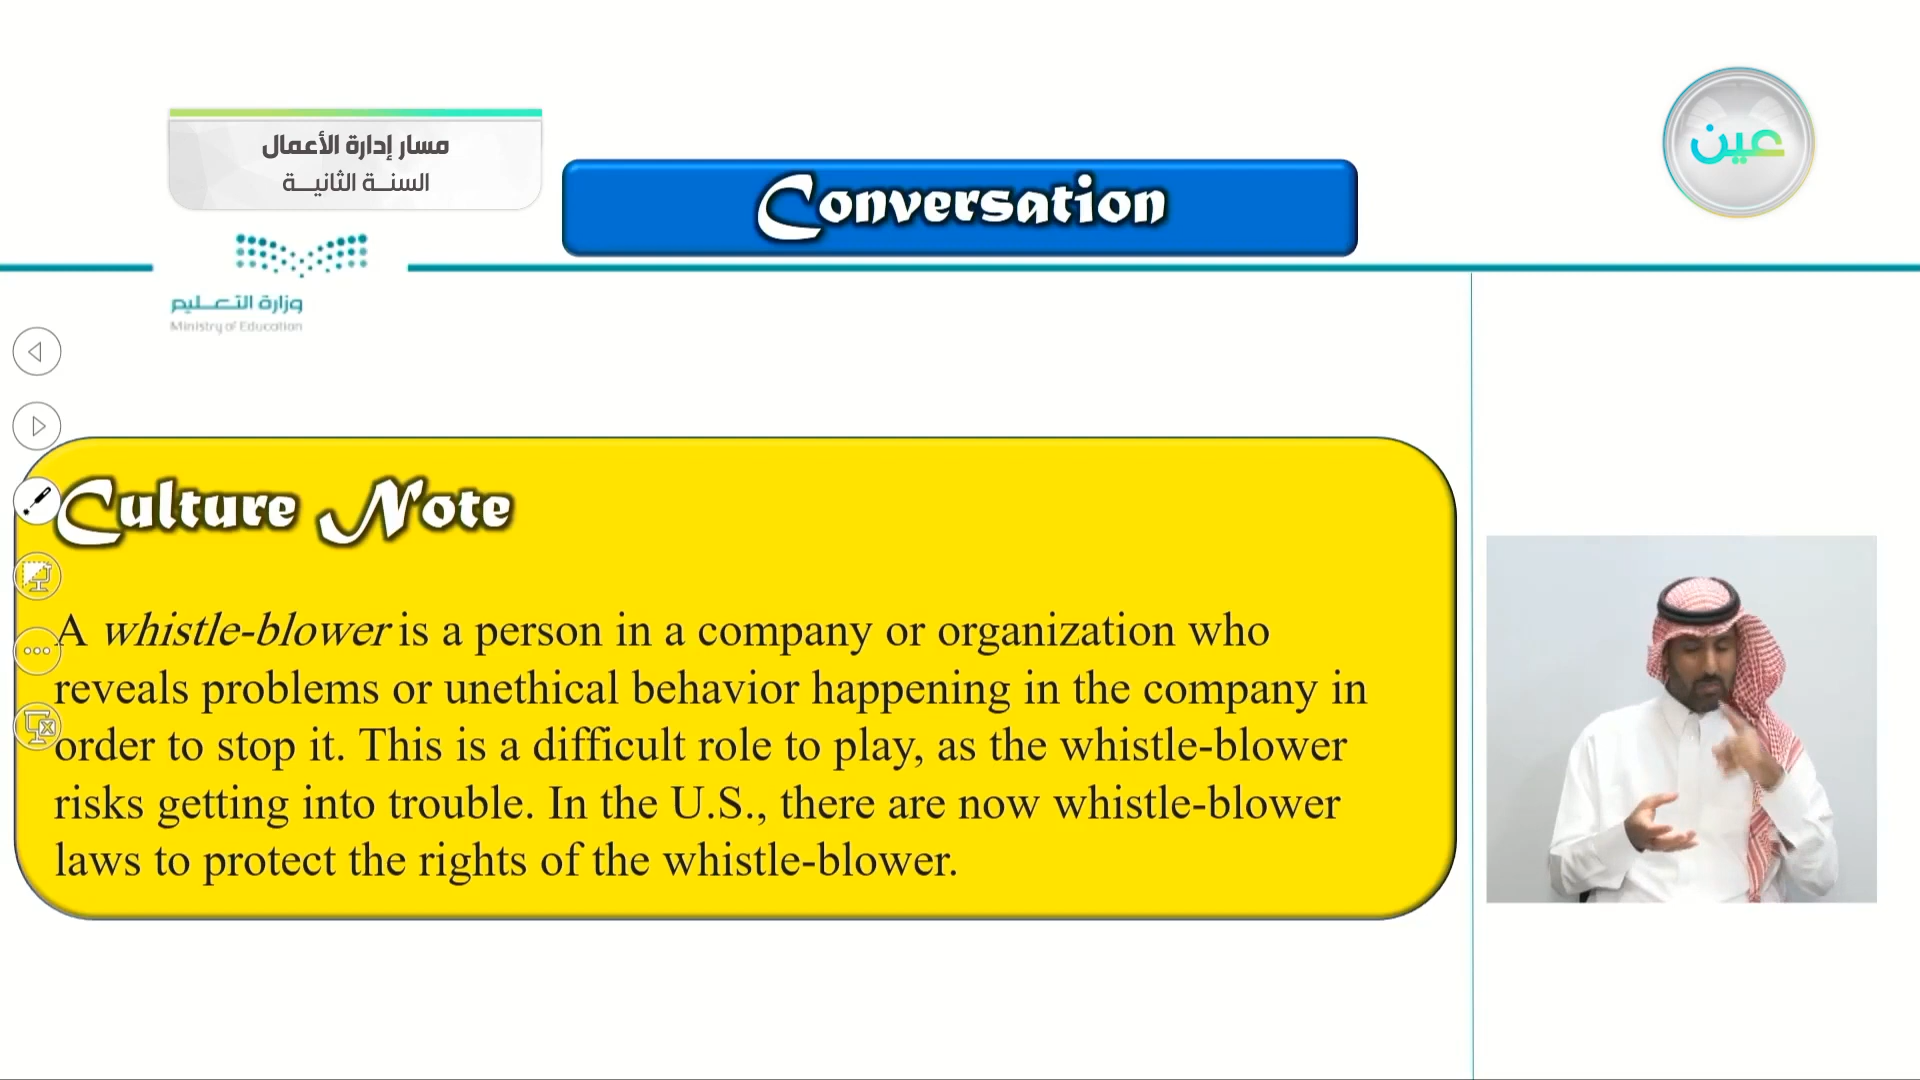 مسار إدارة الأعمال
السنة الثانية
عين
Conversation
وزارة التعليم
Ministry of Education
Culture Note
A whistle-blower is a person in a company or organization who
reveals problems or unethical behavior happening in the company in
order to stop it. This is a difficult role to play, as the whistle-blower
risks getting into trouble. In the U.S., there are now whistle-blower
laws to protect the rights of the whistle-blower.